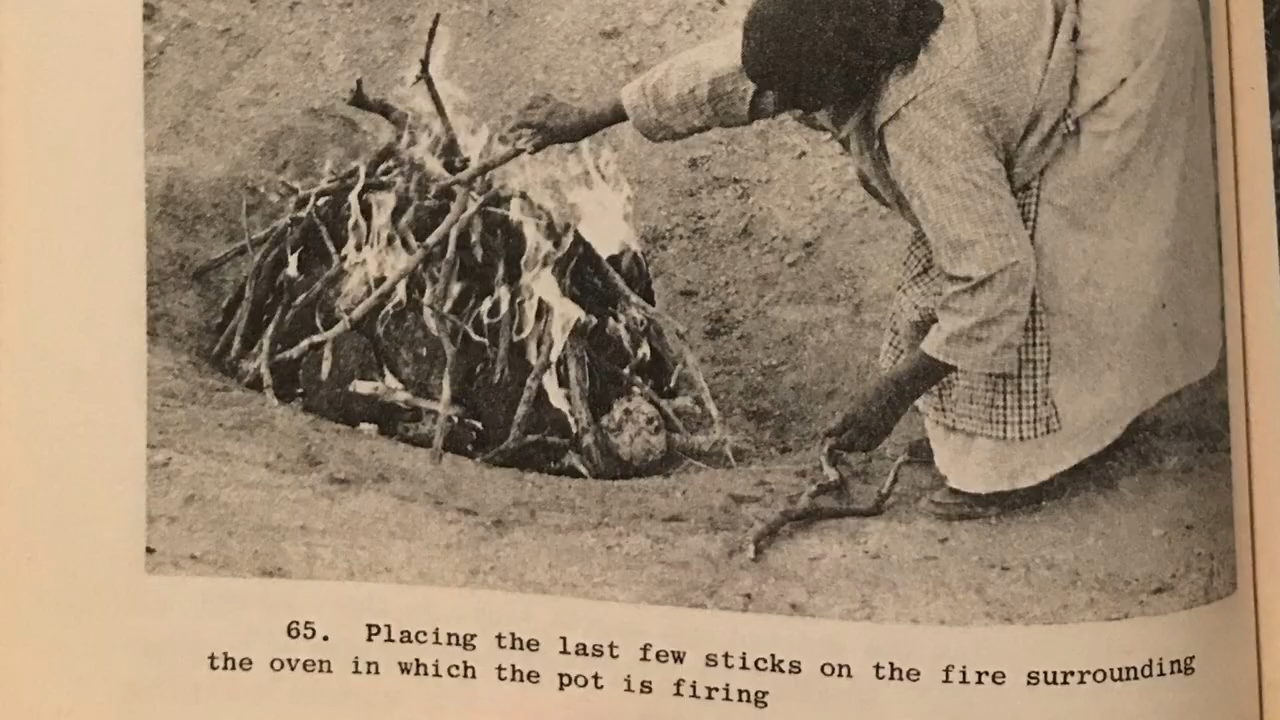 65. Placing the last few sticks on the fire surrounding
the oven in which the pot is firing